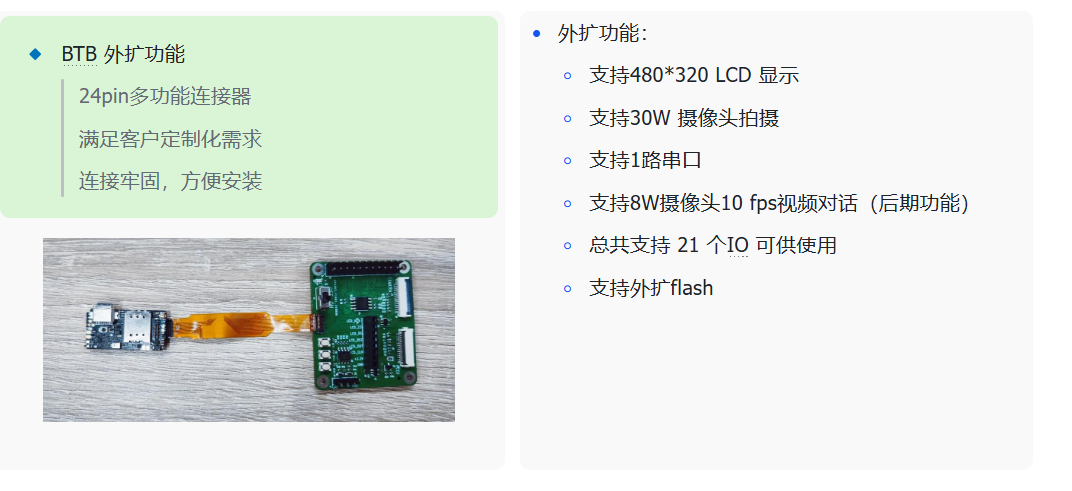 BTB 外扩功能
24pin多功能连接器
满足客户定制化需求
连接牢固，方便安装
外扩功能：
支持480*320 LCD 显示
支持30W 摄像头拍摄
支持1路串口
支持8W摄像头10 fps视频对话（后期功能）
总共支持 21 个IO 可供使用
支持外扩flash